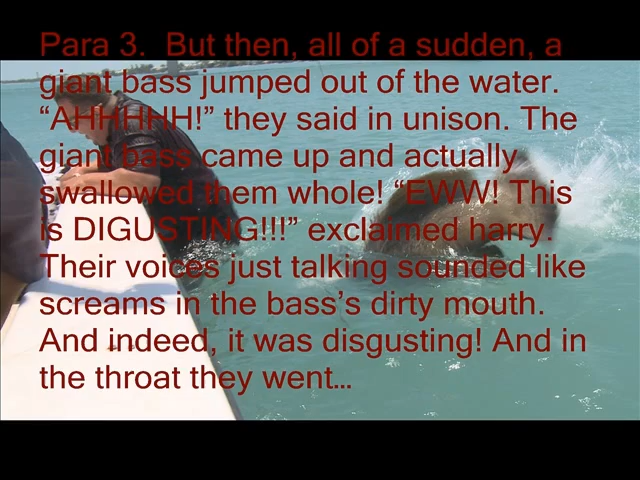 Para 3.  But then, all of a sudden, a
giant bass jumped out of the water.
“AHHHHH!” they said in unison. The
giant bass came up and actually
swallowed them whole! “EWW! This
is DIGUSTING!!!” exclaimed harry.
Their voices just talking sounded like
screams in the bass’s dirty mouth.
And indeed, it was disgusting! And in
the throat they went…